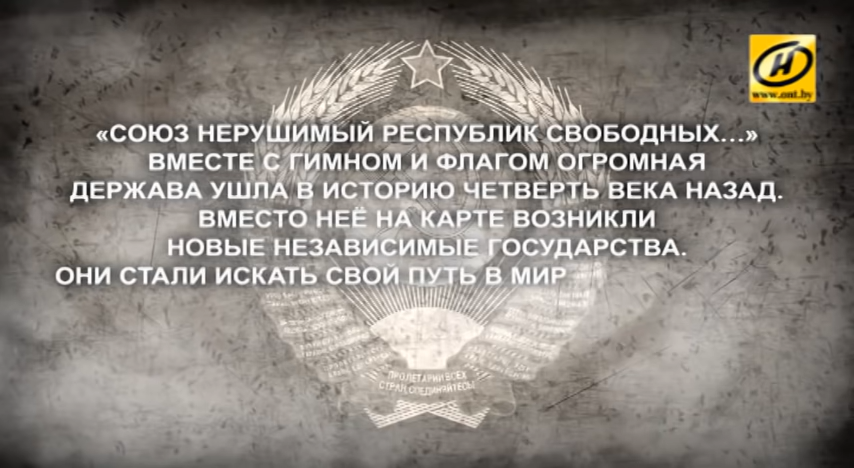 www.ont.by
«СОЮЗ НЕРУШИМЫЙ РЕСПУБЛИК СВОБОДНЫХ...»
ВМЕСТЕ С ГИМНОМ И ФЛАГОМ ОГРОМНАЯ
ДЕРЖАВА УШЛА В ИСТОРИЮ ЧЕТВЕРТЬ ВЕКА НАЗАД.
ВМЕСТО НЕЁ НА КАРТЕ ВОЗНИКЛИ
НОВЫЕ НЕЗАВИСИМЫЕ ГОСУДАРСТВА.
ОНИ СТАЛИ ИСКАТЬ СВОЙ ПУТЬ В МИР
ПРОЛЕТАРИИ ВСЕХ
СТРАН, СОЕДИНЯЙТЕСЬ!